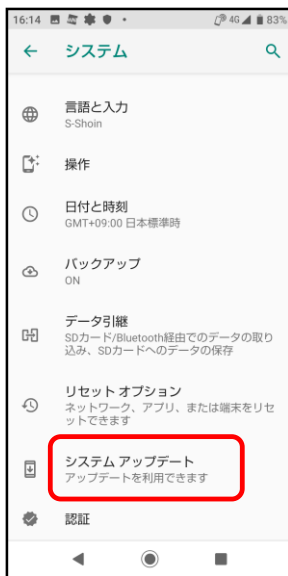 16:14 4G 83%
システム
言語と入力
S-Shoin
操作
日付と時刻
GMT+09:00 日本標準時
バックアップ
ON
データ引継
SDカード/Bluetooth経由でのデータの取り
込み、SDカードへのデータの保存
リセット オプション
ネットワーク、アプリ、または端末をリセ
ットできます
システム アップデート
アップデートを利用できます
認証